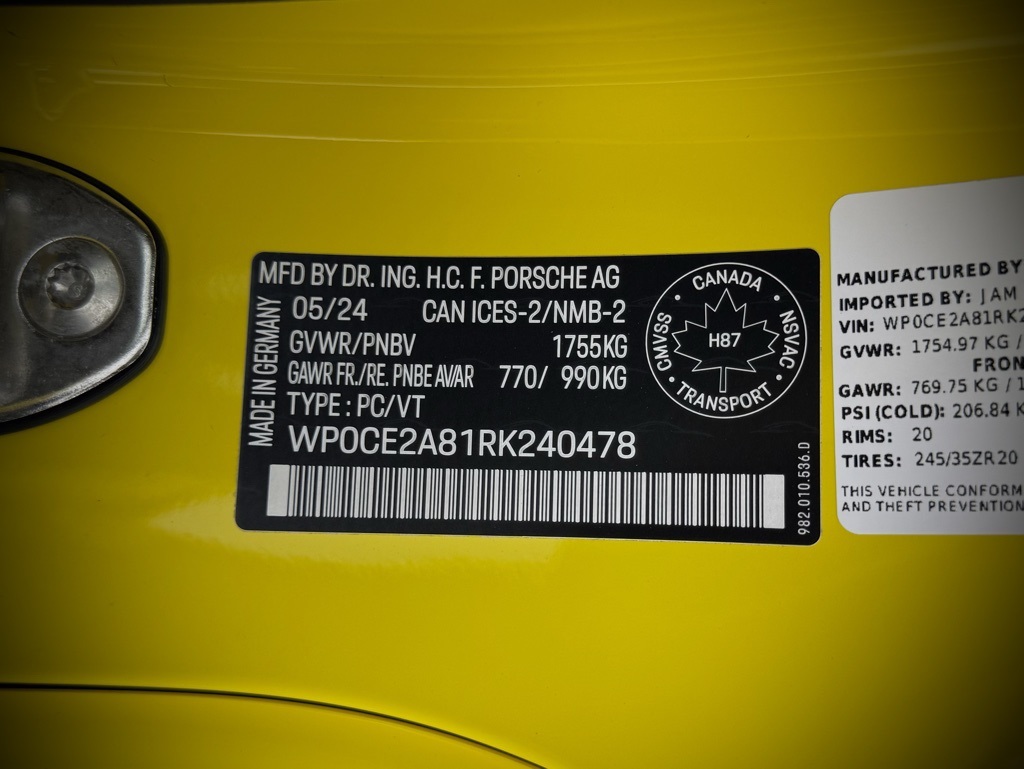 MFD BY DR. ING. H.C. F. PORSCHE AG
05/24 CAN ICES-2/NMB-2
GVWR/PNBV 1755KG
GAWR FR./RE. PNBE AV/AR 770/ 990KG
TYPE : PC/VT
WP0CE2A81RK240478
MADE IN GERMANY
CANADA
CMVSS
NSVAC
H87
TRANSPORT
982.010.536.D
MANUFACTURED BY
IMPORTED BY: JAM
VIN: WP0CE2A81RK2
GVWR: 1754.97 KG /
FRON
GAWR: 769.75 KG / 1
PSI (COLD): 206.84 K
RIMS: 20
TIRES: 245/35ZR20
THIS VEHICLE CONFORM
AND THEFT PREVENTION